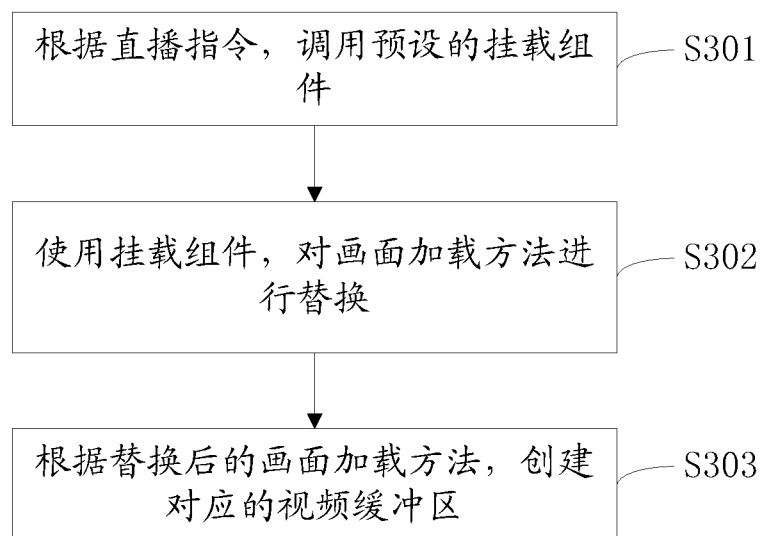 根据直播指令，调用预设的挂载组
件
S301
使用挂载组件，对画面加载方法进
行替换
S302
根据替换后的画面加载方法，创建
对应的视频缓冲区
S303